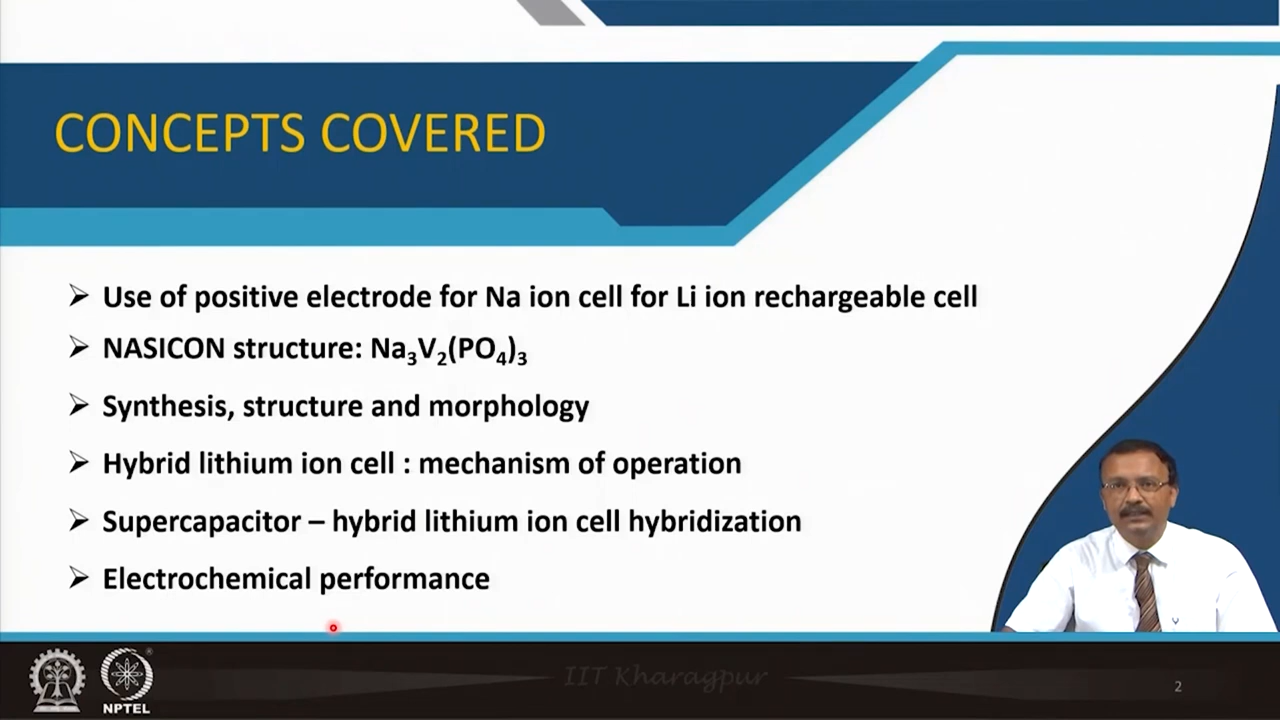 CONCEPTS COVERED
➢ Use of positive electrode for Na ion cell for Li ion rechargeable cell
➢ NASICON structure: Na₃V₂(PO₄)₃
➢ Synthesis, structure and morphology
➢ Hybrid lithium ion cell : mechanism of operation
➢ Supercapacitor – hybrid lithium ion cell hybridization
➢ Electrochemical performance
IIT Kharagpur
NPTEL
2